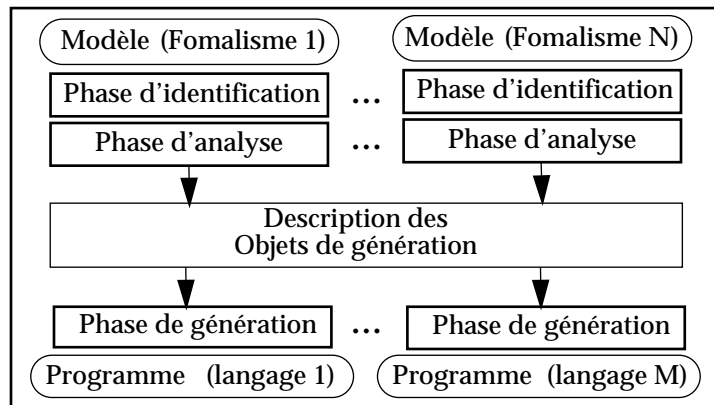 Modèle (Fomalisme 1)
Modèle (Fomalisme N)
Phase d'identification
...
Phase d'identification
Phase d'analyse
...
Phase d'analyse
Description des
Objets de génération
Phase de génération
...
Phase de génération
Programme (langage 1)
Programme (langage M)